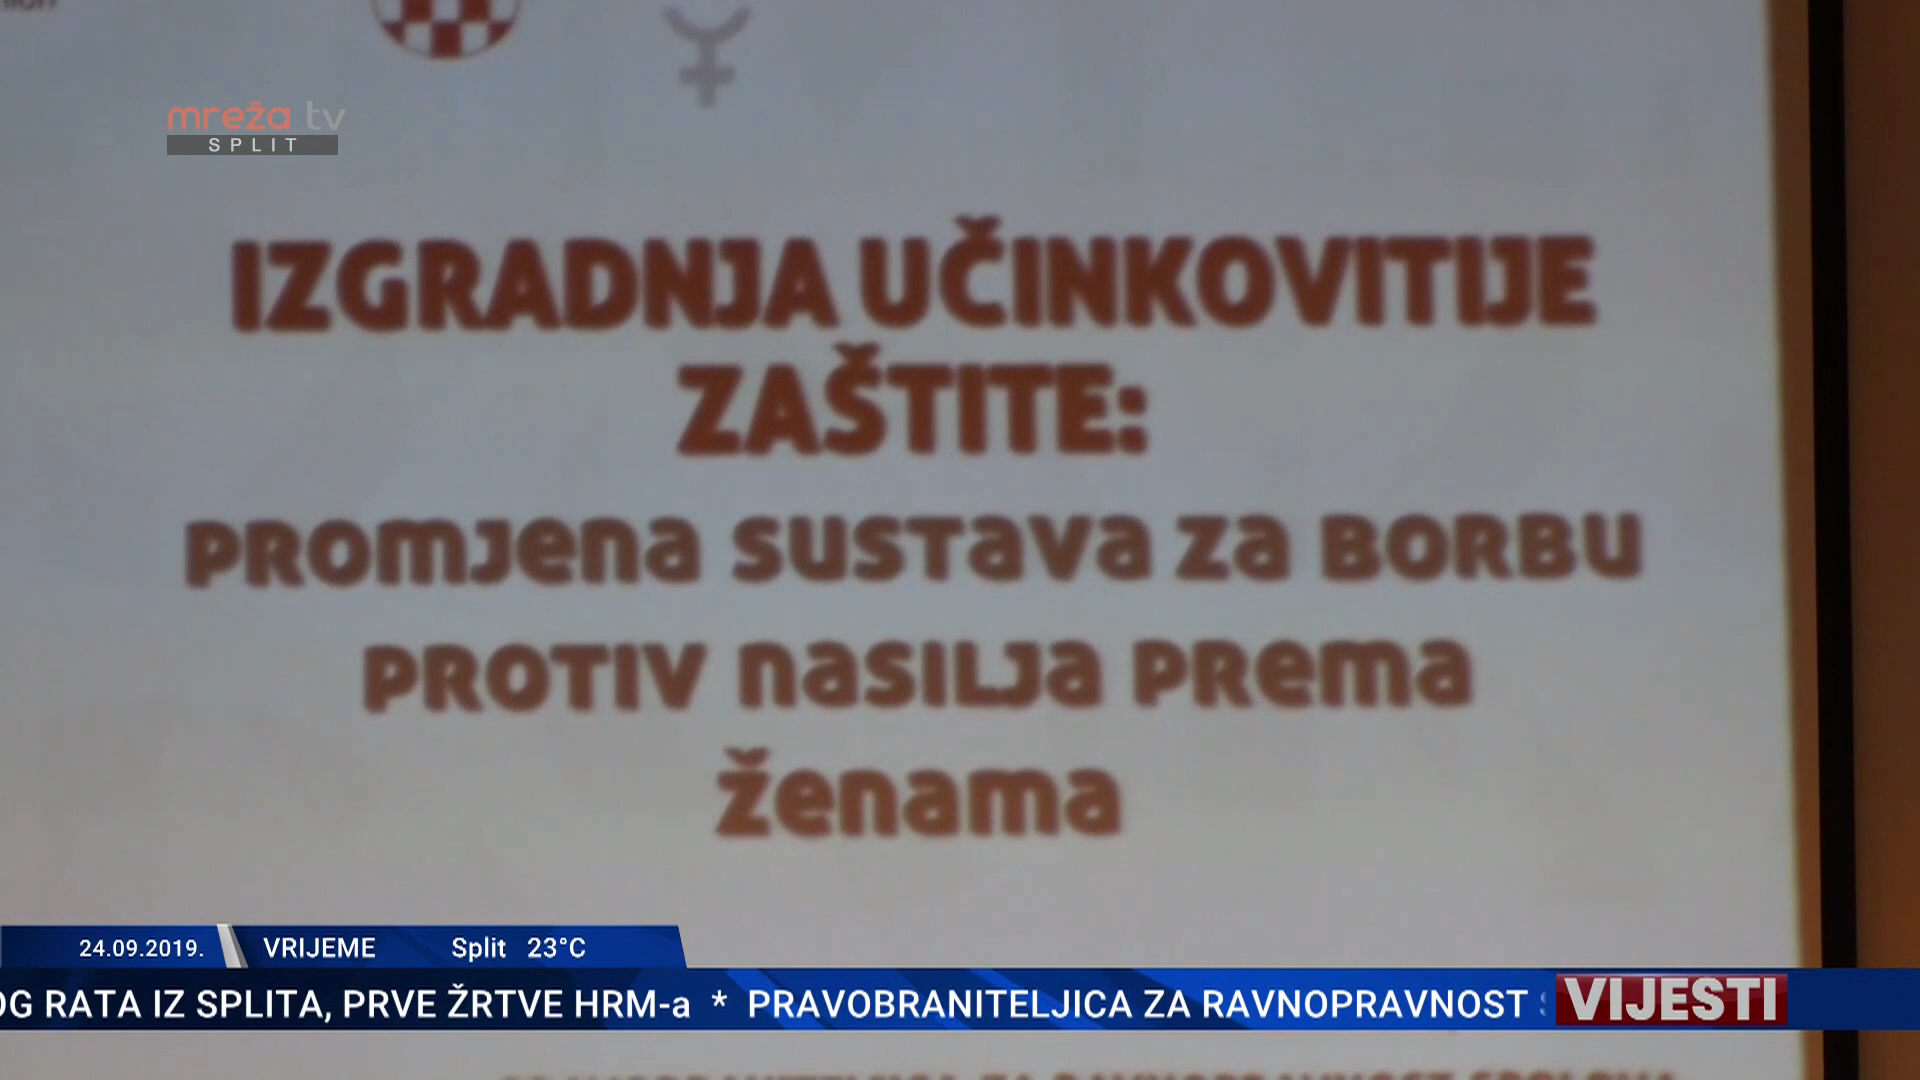 mreža tv
SPLIT
IZGRADNJA UČINKOVITIJE
ZAŠTITE:
PROMJENA SUSTAVA ZA BORBU
PROTIV NASILJA PREMA
ŽENAMA
24.09.2019. VRIJEME Split 23°C
OG RATA IZ SPLITA, PRVE ŽRTVE HRM-a * PRAVOBRANITELJICA ZA RAVNOPRAVNOST
VIJESTI